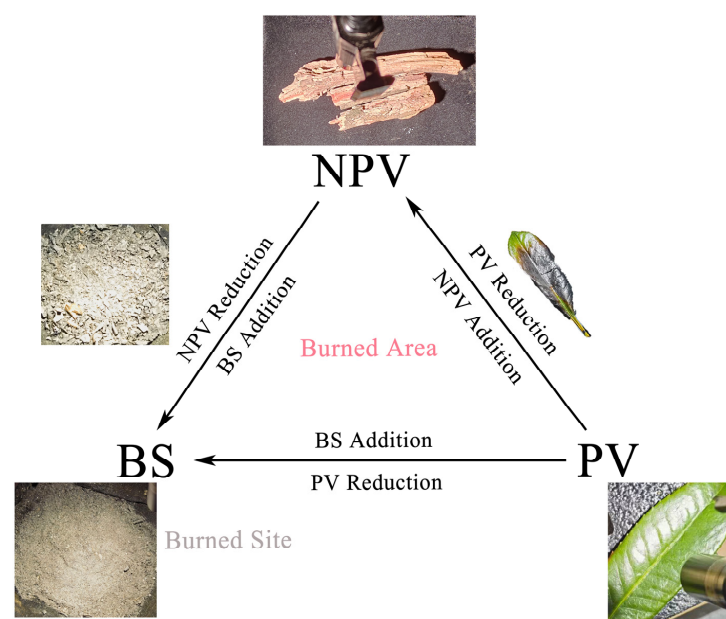 NPV
NPV Reduction
BS Addition
PV Reduction
NPV Addition
Burned Area
BS Addition
BS
PV
PV Reduction
Burned Site